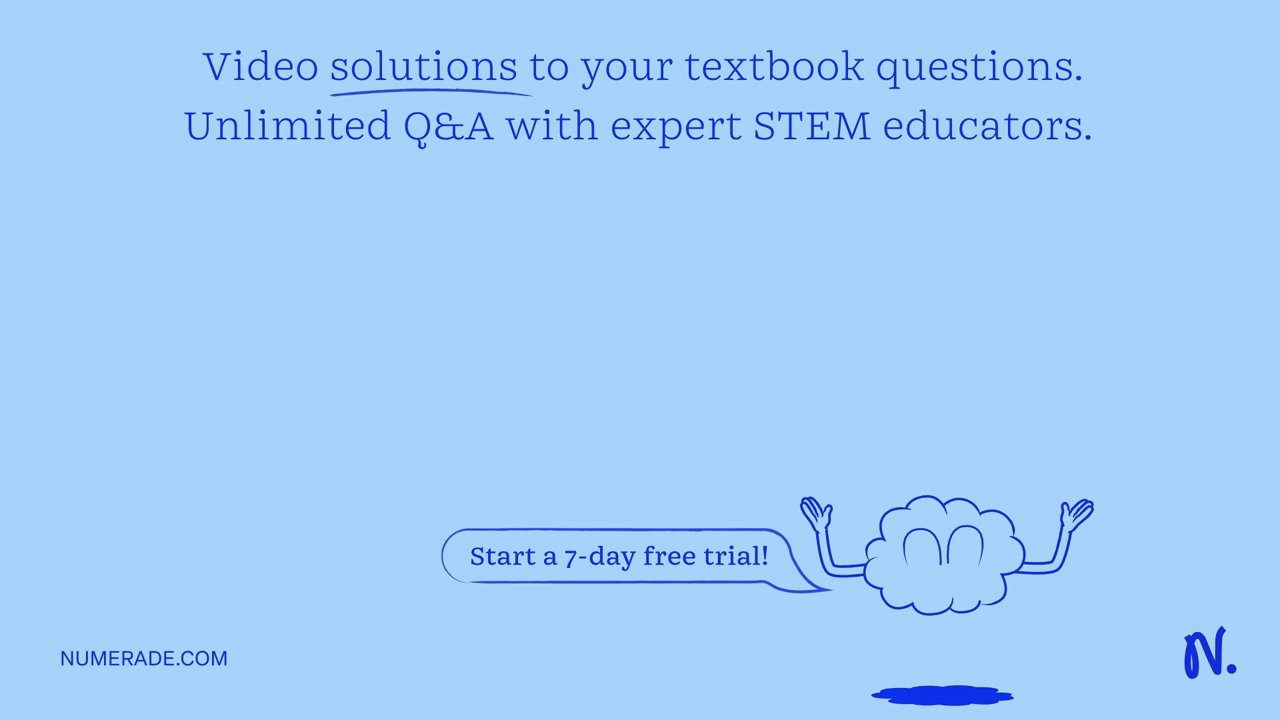 Video solutions to your textbook questions.
Unlimited Q&A with expert STEM educators.
Start a 7-day free trial!
NUMERADE.COM
N.